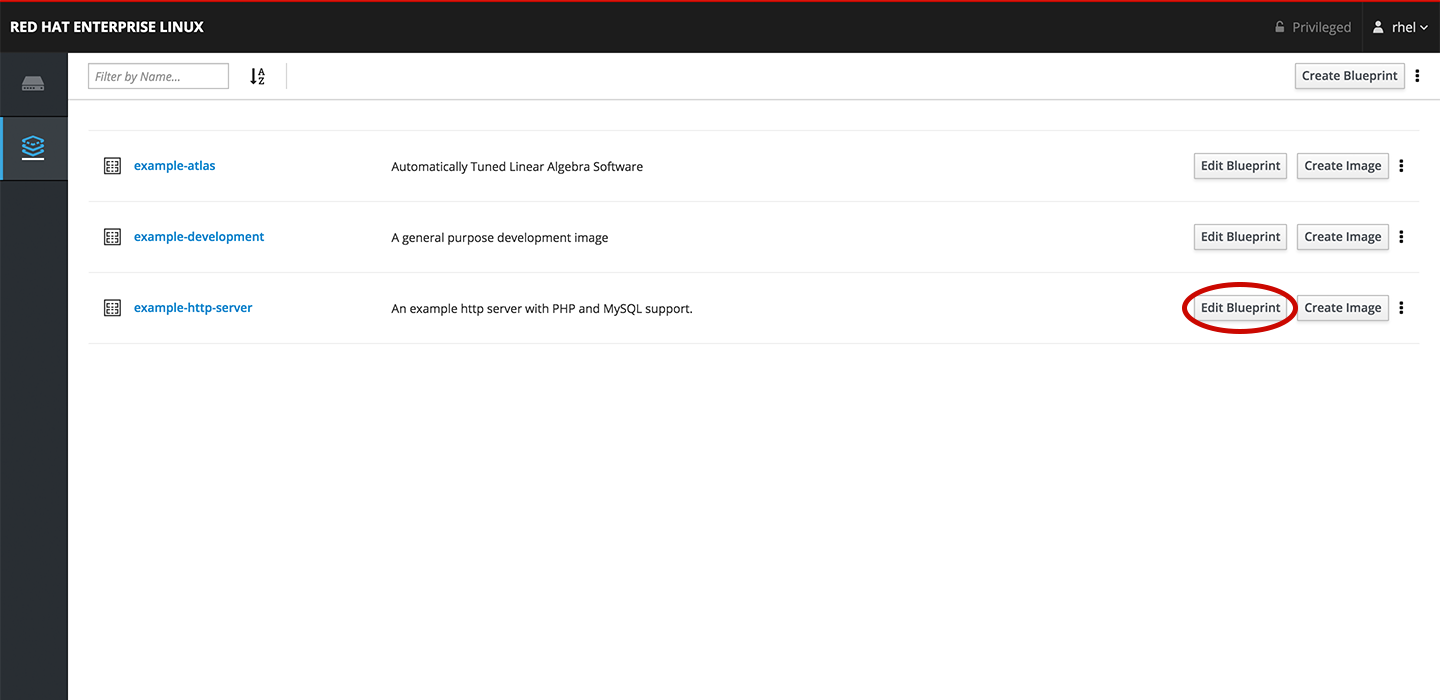 RED HAT ENTERPRISE LINUX Privileged rhel
Filter by Name... A Z Create Blueprint
example-atlas Automatically Tuned Linear Algebra Software Edit Blueprint Create Image
example-development A general purpose development image Edit Blueprint Create Image
example-http-server An example http server with PHP and MySQL support. Edit Blueprint Create Image